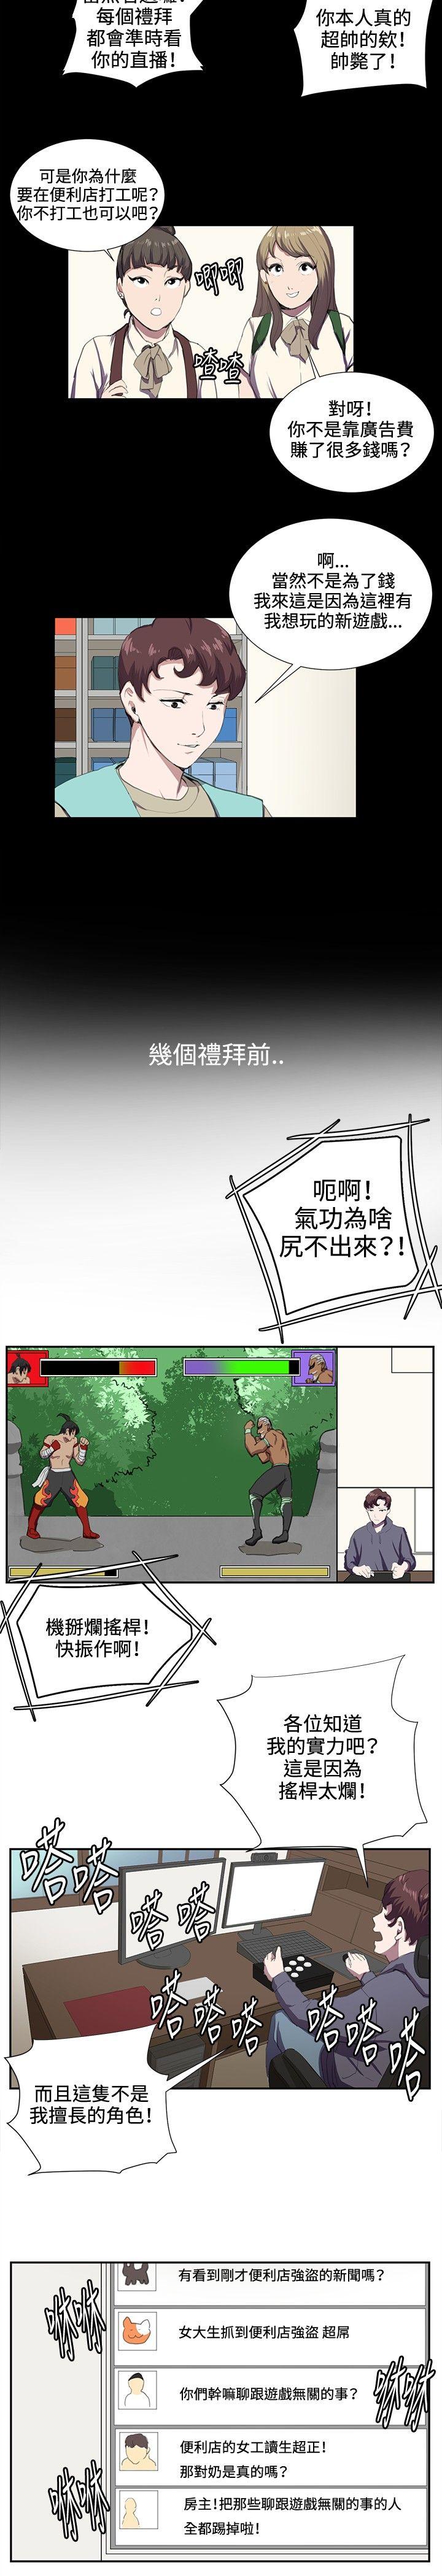 每個禮拜
都會準時看
你的直播！
你本人真的
超帥的欸！
帥斃了！
可是你為什麼
要在便利店打工呢？
你不打工也可以吧？
唧唧
喳喳
對呀！
你不是靠廣告費
賺了很多錢嗎？
啊...
當然不是為了錢
我來這是因為這裡有
我想玩的新遊戲...
幾個禮拜前..
呃啊！
氣功為啥
尻不出來？！
機掰爛搖桿！
快振作啊！
各位知道
我的實力吧？
這是因為
搖桿太爛！
嗒嗒
嗒嗒
嗒嗒嗒
嗒嗒嗒
而且這隻不是
我擅長的角色！
有看到剛才便利店強盜的新聞嗎？
咻咻
女大生抓到便利店強盜 超屌
你們幹嘛聊跟遊戲無關的事？
咻咻
便利店的女工讀生超正！
那對奶是真的嗎？
咻咻
房主！把那些聊跟遊戲無關的事的人
全都踢掉啦！